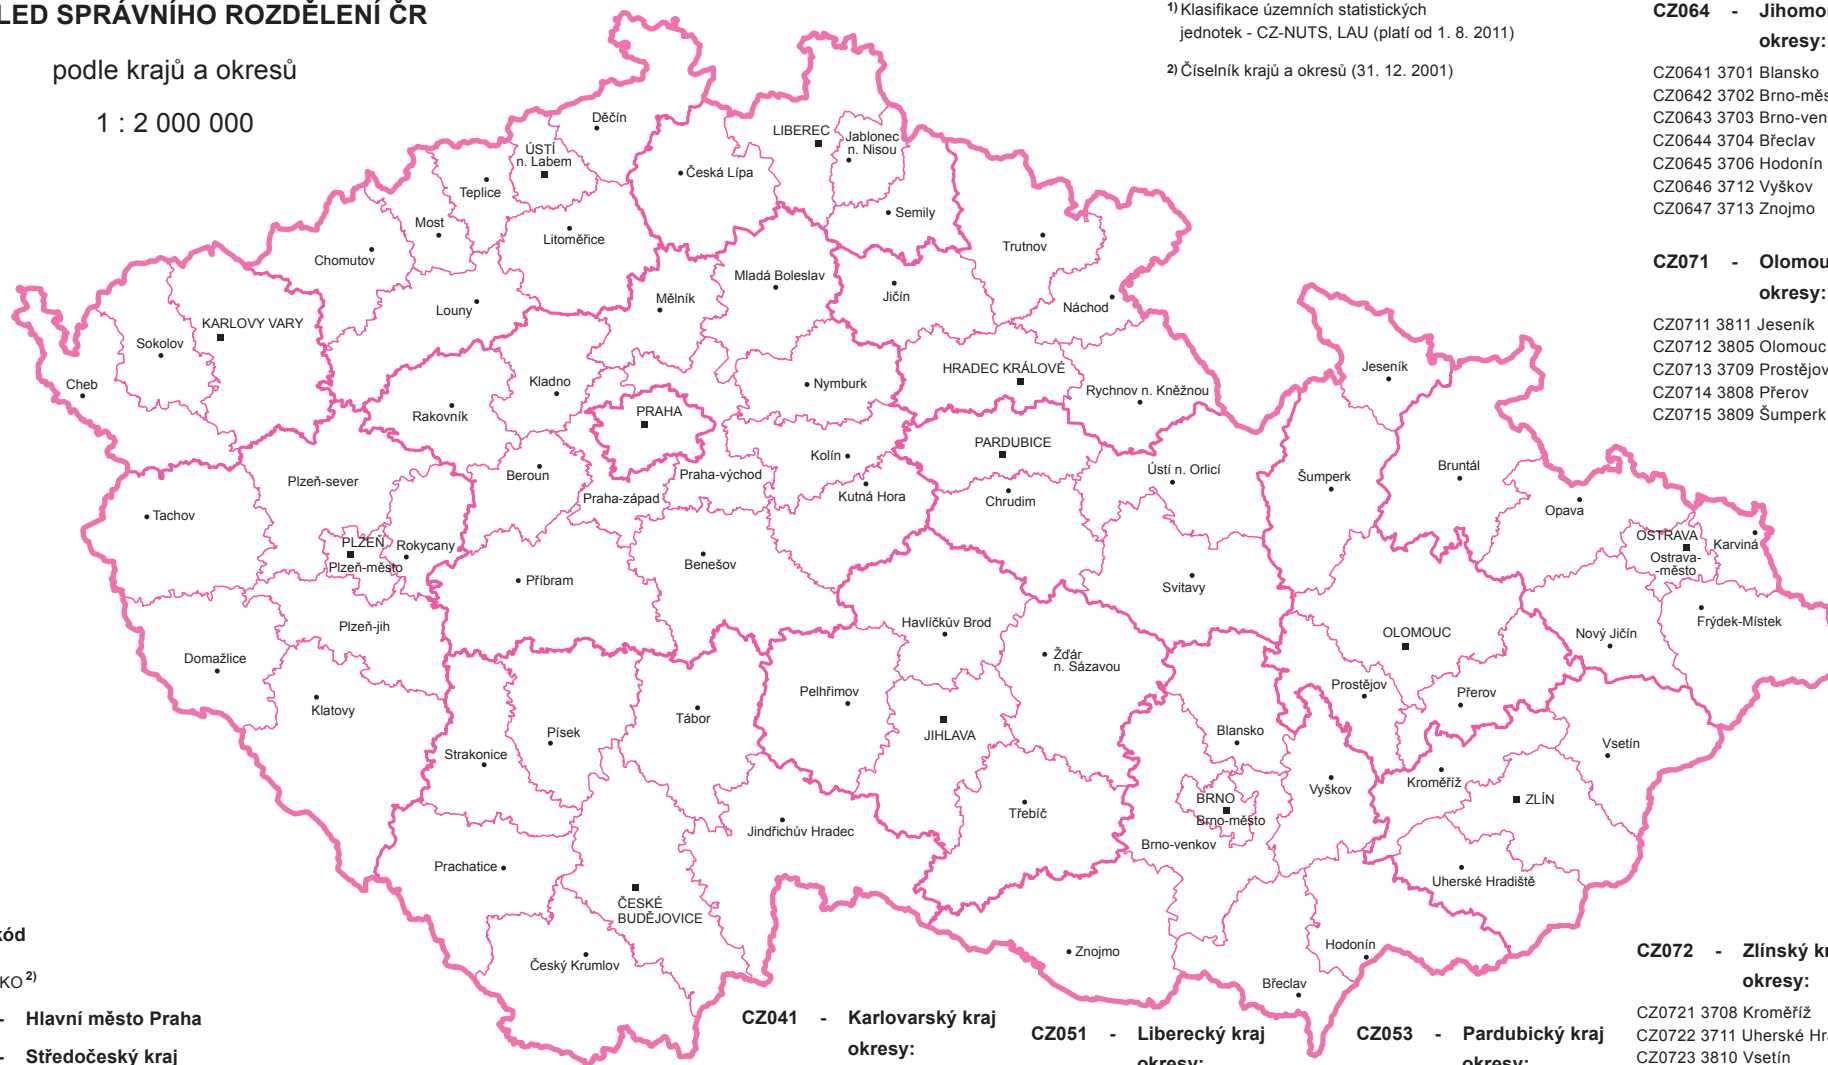 LED SPRÁVNÍHO ROZDĚLENÍ ČR
podle krajů a okresů
1 : 2 000 000
1) Klasifikace územních statistických
jednotek - CZ-NUTS, LAU (platí od 1. 8. 2011)
2) Číselník krajů a okresů (31. 12. 2001)
CZ064 - Jihomor
okresy:
CZ0641 3701 Blansko
CZ0642 3702 Brno-měs
CZ0643 3703 Brno-ven
CZ0644 3704 Břeclav
CZ0645 3706 Hodonín
CZ0646 3712 Vyškov
CZ0647 3713 Znojmo
CZ071 - Olomou
okresy:
CZ0711 3811 Jeseník
CZ0712 3805 Olomouc
CZ0713 3709 Prostějov
CZ0714 3808 Přerov
CZ0715 3809 Šumperk
Děčín
LIBEREC
Jablonec
n. Nisou
ÚSTÍ
n. Labem
Česká Lípa
Teplice
Semily
Most
Litoměřice
Trutnov
Chomutov
Mladá Boleslav
Jičín
Mělník
Náchod
Louny
KARLOVY VARY
Sokolov
Cheb
Kladno
Nymburk
HRADEC KRÁLOVÉ
Rychnov n. Kněžnou
Jeseník
Rakovník
PRAHA
PARDUBICE
Kolín
Beroun
Praha-východ
Praha-západ
Kutná Hora
Chrudim
Ústí n. Orlicí
Šumperk
Bruntál
Plzeň-sever
Tachov
Opava
OSTRAVA
Ostrava-
-město
Karviná
PLZEŇ
Plzeň-město
Rokycany
Benešov
Příbram
Svitavy
Plzeň-jih
Havlíčkův Brod
Frýdek-Místek
Nový Jičín
OLOMOUC
Domažlice
Žďár
n. Sázavou
Prostějov
Přerov
Pelhřimov
Klatovy
Tábor
Písek
JIHLAVA
Blansko
Vsetín
Strakonice
Kroměříž
Vyškov
BRNO
Brno-město
ZLÍN
Třebíč
Jindřichův Hradec
Brno-venkov
Prachatice
Uherské Hradiště
ČESKÉ
BUDĚJOVICE
Hodonín
Znojmo
Český Krumlov
Břeclav
kód
KO 2)
- Hlavní město Praha
- Středočeský kraj
CZ041 - Karlovarský kraj
okresy:
CZ051 - Liberecký kraj
okresy:
CZ053 - Pardubický kraj
okresy:
CZ072 - Zlínský kr
okresy:
CZ0721 3708 Kroměříž
CZ0722 3711 Uherské Hra
CZ0723 3810 Vsetín